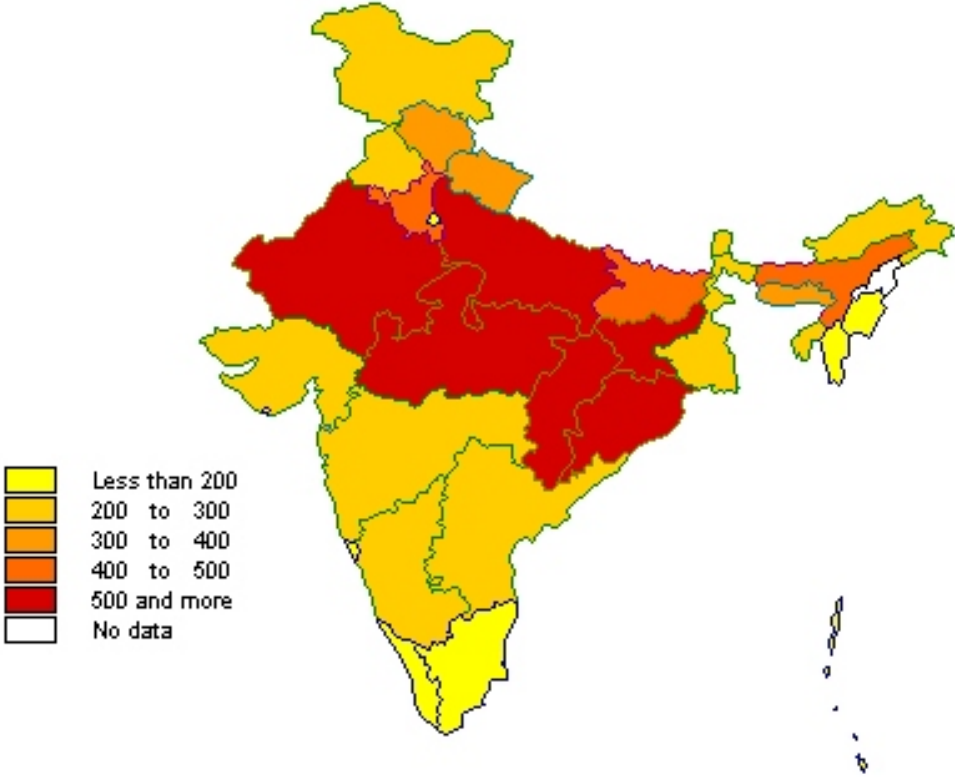 Less than 200
200 to 300
300 to 400
400 to 500
500 and more
No data